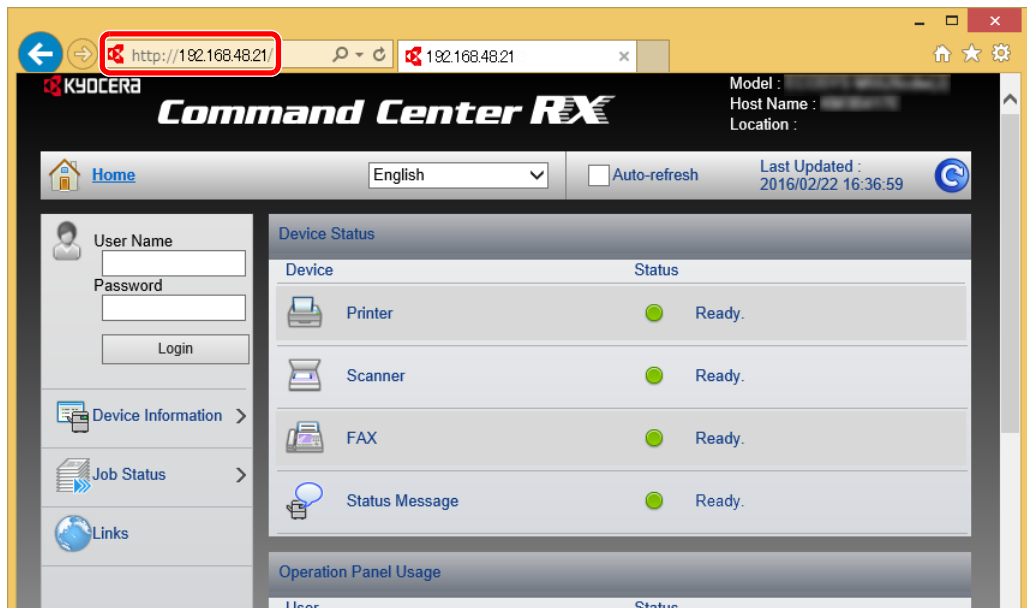 http://192.168.48.21/
192.168.48.21
KYOCERA
Command Center RX
Model :
Host Name :
Location :
Home
English
Auto-refresh
Last Updated :
2016/02/22 16:36:59
User Name
Password
Login
Device Information
Job Status
Links
Device Status
Device Status
Printer Ready.
Scanner Ready.
FAX Ready.
Status Message Ready.
Operation Panel Usage
User Status